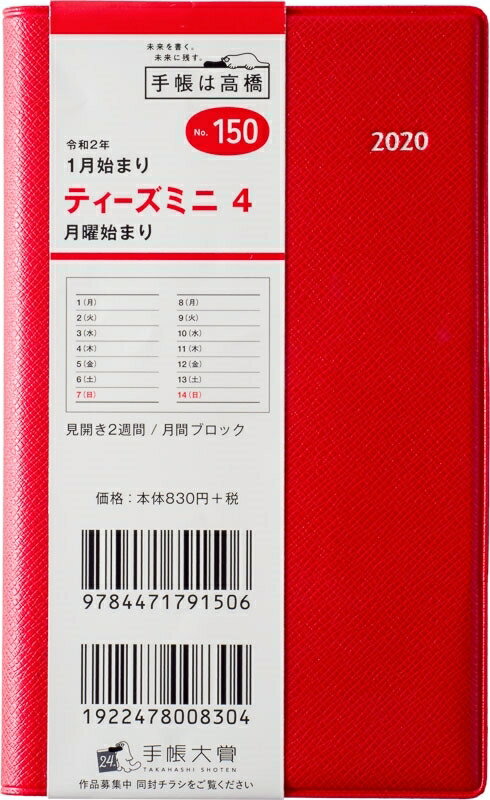 未来を書く。
未来に残す。
手帳は高橋
No. 150
2020
令和2年
1月始まり
ティーズミニ 4
月曜始まり
1(月) 8(月)
2(火) 9(火)
3(水) 10(水)
4(木) 11(木)
5(金) 12(金)
6(土) 13(土)
7(日) 14(日)
見開き2週間 / 月間ブロック
価格:本体830円+税
9784471791506
1922478008304
24 手帳大賞
TAKAHASHI SHOTEN
作品募集中 同封チラシをご覧ください